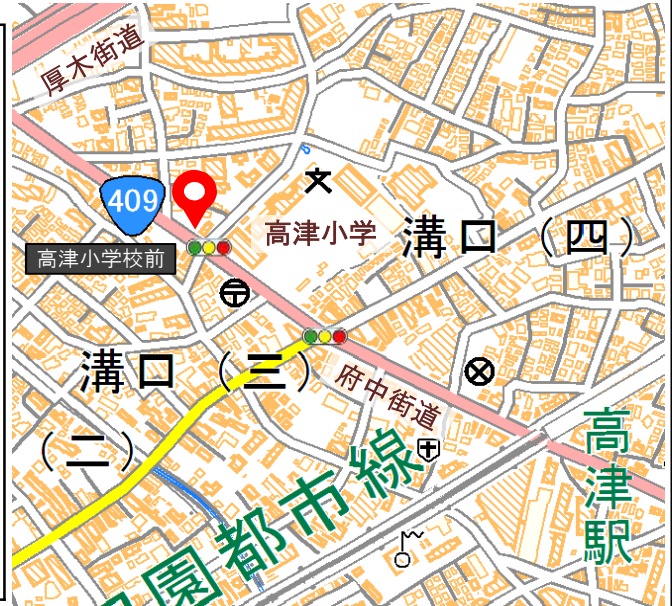 厚木街道
409
高津小学校前
高津小学
溝口（四）
溝口（三）
府中街道
（二）
高津駅
園都市線